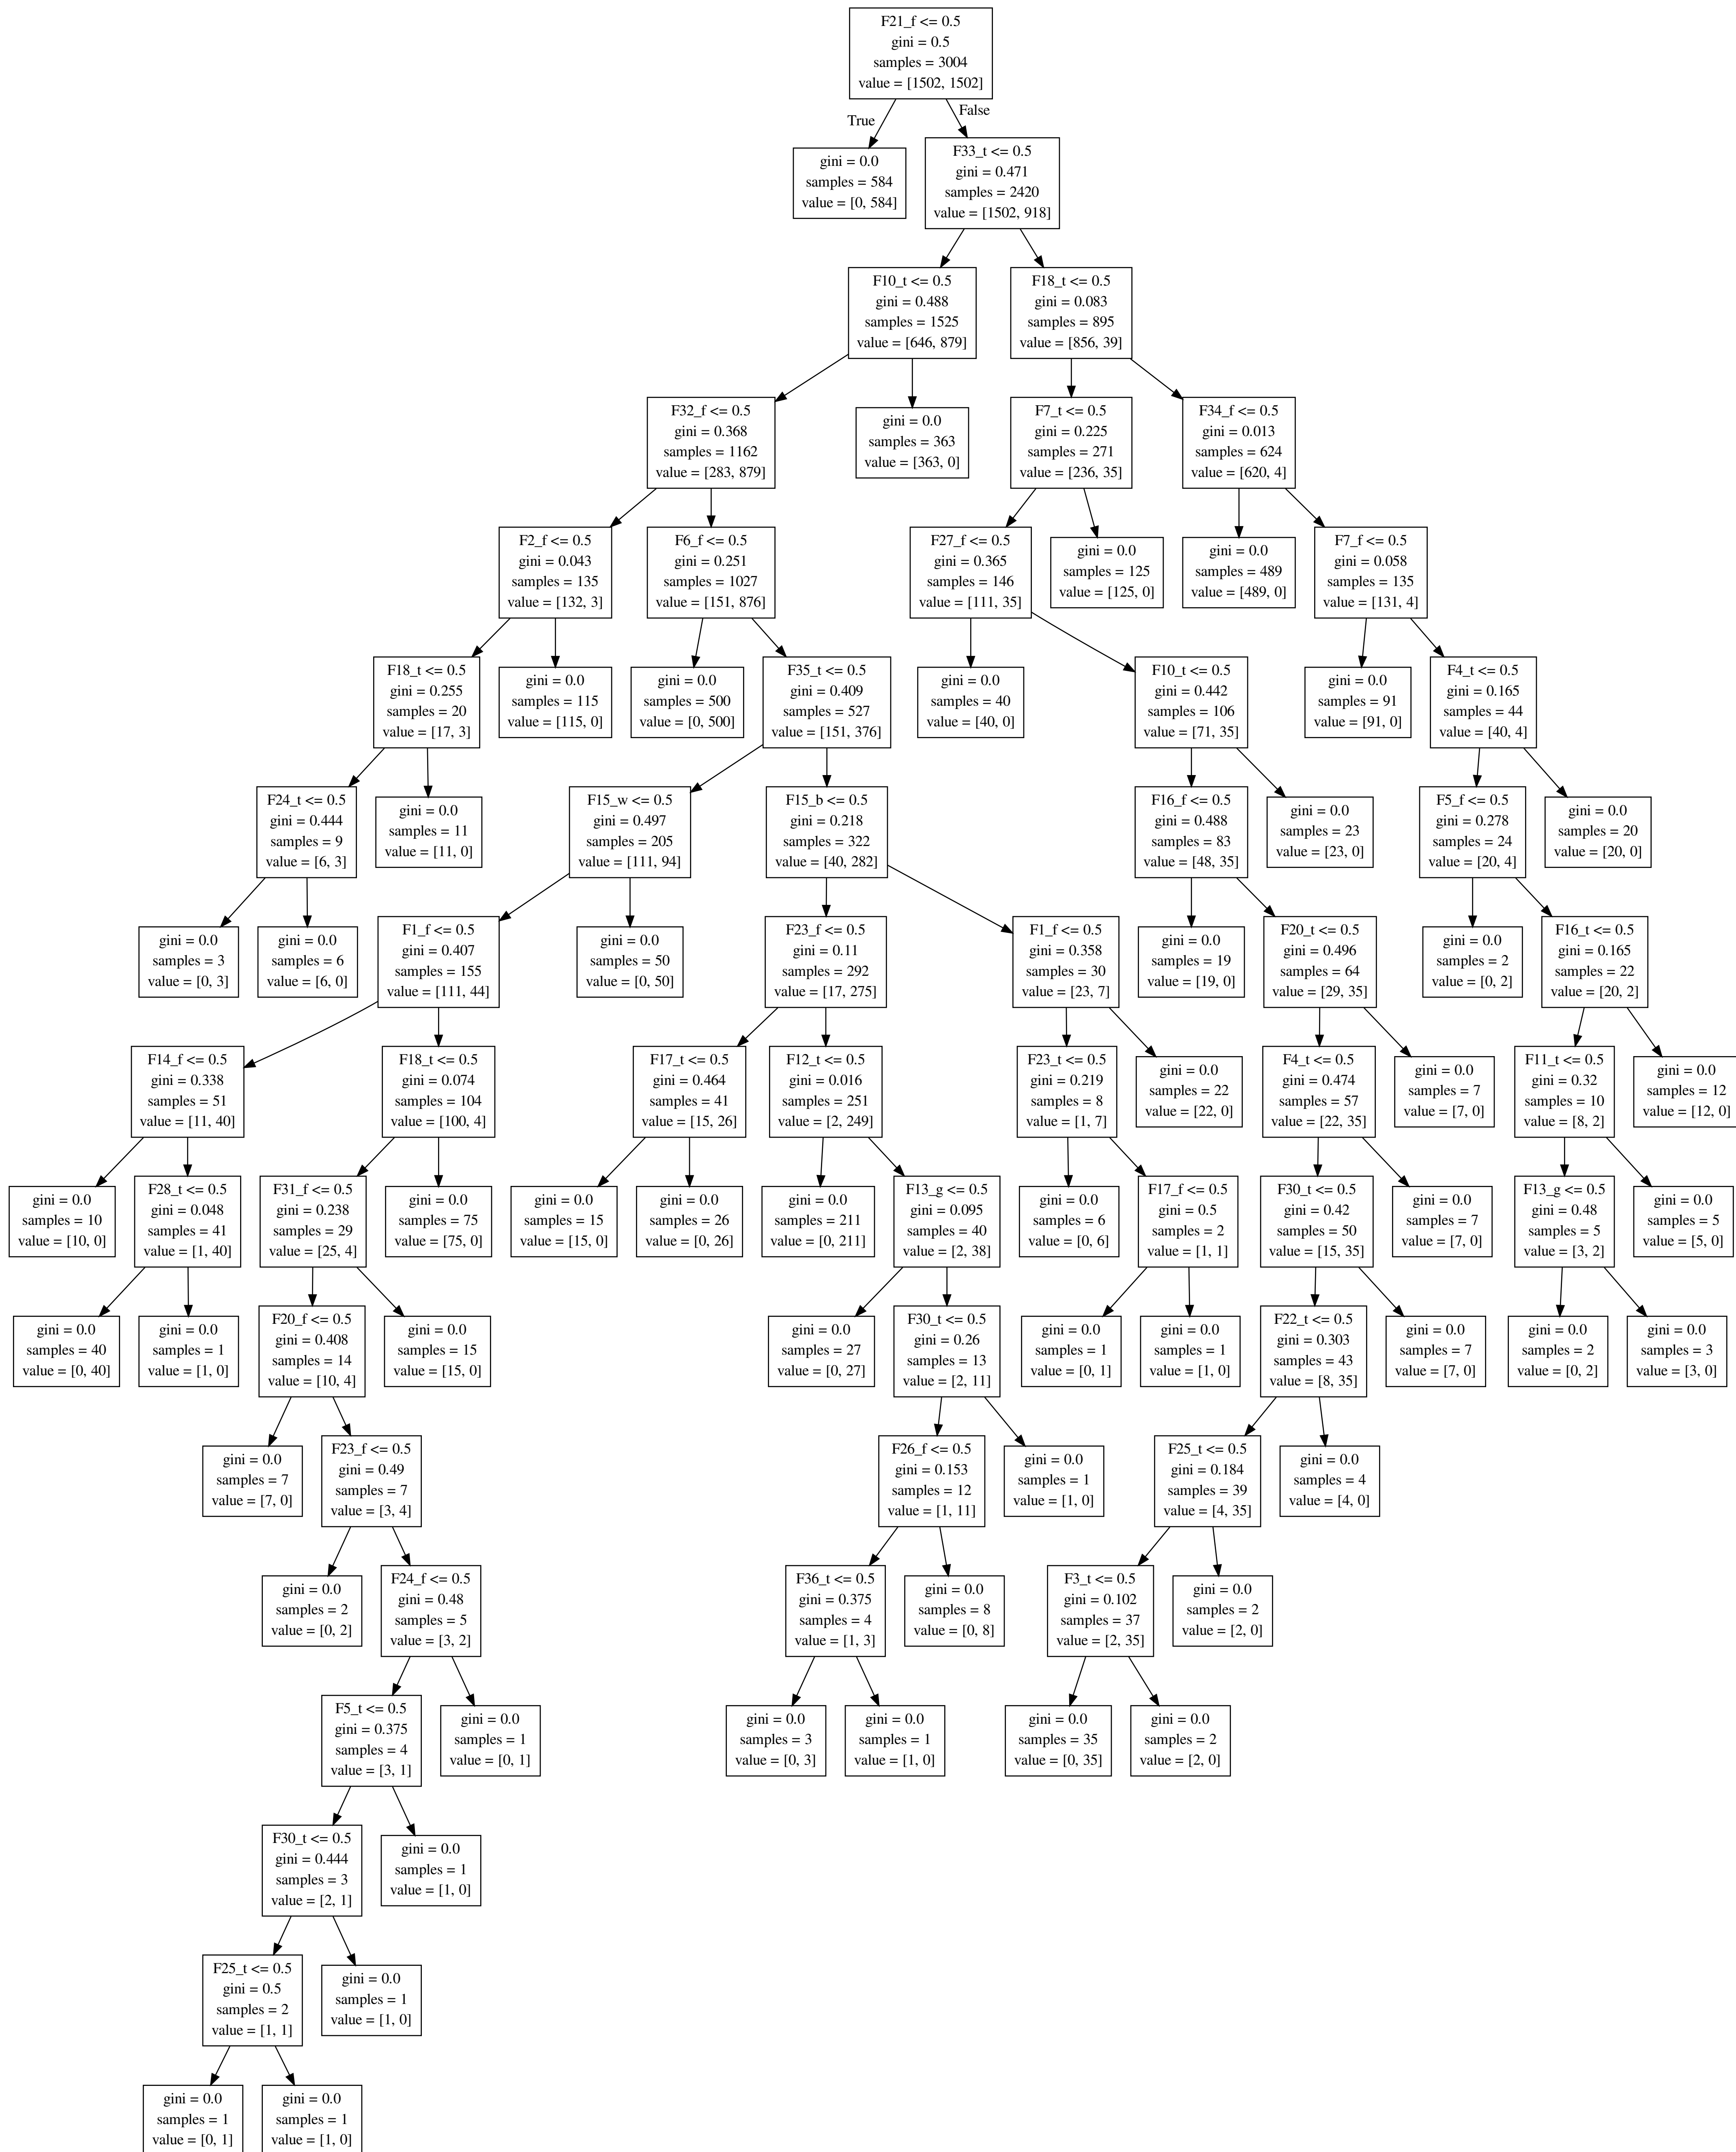 F21_f <= 0.5
gini = 0.5
samples = 3004
value = [1502, 1502]
True
False
gini = 0.0
samples = 584
value = [0, 584]
F33_t <= 0.5
gini = 0.471
samples = 2420
value = [1502, 918]
F10_t <= 0.5
gini = 0.488
samples = 1525
value = [646, 879]
F18_t <= 0.5
gini = 0.083
samples = 895
value = [856, 39]
F32_f <= 0.5
gini = 0.368
samples = 1162
value = [283, 879]
gini = 0.0
samples = 363
value = [363, 0]
F7_t <= 0.5
gini = 0.225
samples = 271
value = [236, 35]
F34_f <= 0.5
gini = 0.013
samples = 624
value = [620, 4]
F2_f <= 0.5
gini = 0.043
samples = 135
value = [132, 3]
F6_f <= 0.5
gini = 0.251
samples = 1027
value = [151, 876]
F27_f <= 0.5
gini = 0.365
samples = 146
value = [111, 35]
gini = 0.0
samples = 125
value = [125, 0]
gini = 0.0
samples = 489
value = [489, 0]
F7_f <= 0.5
gini = 0.058
samples = 135
value = [131, 4]
F18_t <= 0.5
gini = 0.255
samples = 20
value = [17, 3]
gini = 0.0
samples = 115
value = [115, 0]
gini = 0.0
samples = 500
value = [0, 500]
F35_t <= 0.5
gini = 0.409
samples = 527
value = [151, 376]
gini = 0.0
samples = 40
value = [40, 0]
F10_t <= 0.5
gini = 0.442
samples = 106
value = [71, 35]
gini = 0.0
samples = 91
value = [91, 0]
F4_t <= 0.5
gini = 0.165
samples = 44
value = [40, 4]
F24_t <= 0.5
gini = 0.444
samples = 9
value = [6, 3]
gini = 0.0
samples = 11
value = [11, 0]
F15_w <= 0.5
gini = 0.497
samples = 205
value = [111, 94]
F15_b <= 0.5
gini = 0.218
samples = 322
value = [40, 282]
F16_f <= 0.5
gini = 0.488
samples = 83
value = [48, 35]
gini = 0.0
samples = 23
value = [23, 0]
F5_f <= 0.5
gini = 0.278
samples = 24
value = [20, 4]
gini = 0.0
samples = 20
value = [20, 0]
gini = 0.0
samples = 3
value = [0, 3]
gini = 0.0
samples = 6
value = [6, 0]
F1_f <= 0.5
gini = 0.407
samples = 155
value = [111, 44]
gini = 0.0
samples = 50
value = [0, 50]
F23_f <= 0.5
gini = 0.11
samples = 292
value = [17, 275]
F1_f <= 0.5
gini = 0.358
samples = 30
value = [23, 7]
gini = 0.0
samples = 19
value = [19, 0]
F20_t <= 0.5
gini = 0.496
samples = 64
value = [29, 35]
gini = 0.0
samples = 2
value = [0, 2]
F16_t <= 0.5
gini = 0.165
samples = 22
value = [20, 2]
F14_f <= 0.5
gini = 0.338
samples = 51
value = [11, 40]
F18_t <= 0.5
gini = 0.074
samples = 104
value = [100, 4]
F17_t <= 0.5
gini = 0.464
samples = 41
value = [15, 26]
F12_t <= 0.5
gini = 0.016
samples = 251
value = [2, 249]
F23_t <= 0.5
gini = 0.219
samples = 8
value = [1, 7]
gini = 0.0
samples = 22
value = [22, 0]
F4_t <= 0.5
gini = 0.474
samples = 57
value = [22, 35]
gini = 0.0
samples = 7
value = [7, 0]
F11_t <= 0.5
gini = 0.32
samples = 10
value = [8, 2]
gini = 0.0
samples = 12
value = [12, 0]
gini = 0.0
samples = 10
value = [10, 0]
F28_t <= 0.5
gini = 0.048
samples = 41
value = [1, 40]
F31_f <= 0.5
gini = 0.238
samples = 29
value = [25, 4]
gini = 0.0
samples = 75
value = [75, 0]
gini = 0.0
samples = 15
value = [15, 0]
gini = 0.0
samples = 26
value = [0, 26]
gini = 0.0
samples = 211
value = [0, 211]
F13_g <= 0.5
gini = 0.095
samples = 40
value = [2, 38]
gini = 0.0
samples = 6
value = [0, 6]
F17_f <= 0.5
gini = 0.5
samples = 2
value = [1, 1]
F30_t <= 0.5
gini = 0.42
samples = 50
value = [15, 35]
gini = 0.0
samples = 7
value = [7, 0]
F13_g <= 0.5
gini = 0.48
samples = 5
value = [3, 2]
gini = 0.0
samples = 5
value = [5, 0]
gini = 0.0
samples = 40
value = [0, 40]
gini = 0.0
samples = 1
value = [1, 0]
F20_f <= 0.5
gini = 0.408
samples = 14
value = [10, 4]
gini = 0.0
samples = 15
value = [15, 0]
gini = 0.0
samples = 27
value = [0, 27]
F30_t <= 0.5
gini = 0.26
samples = 13
value = [2, 11]
gini = 0.0
samples = 1
value = [0, 1]
gini = 0.0
samples = 1
value = [1, 0]
F22_t <= 0.5
gini = 0.303
samples = 43
value = [8, 35]
gini = 0.0
samples = 7
value = [7, 0]
gini = 0.0
samples = 2
value = [0, 2]
gini = 0.0
samples = 3
value = [3, 0]
gini = 0.0
samples = 7
value = [7, 0]
F23_f <= 0.5
gini = 0.49
samples = 7
value = [3, 4]
F26_f <= 0.5
gini = 0.153
samples = 12
value = [1, 11]
gini = 0.0
samples = 1
value = [1, 0]
F25_t <= 0.5
gini = 0.184
samples = 39
value = [4, 35]
gini = 0.0
samples = 4
value = [4, 0]
gini = 0.0
samples = 2
value = [0, 2]
F24_f <= 0.5
gini = 0.48
samples = 5
value = [3, 2]
F36_t <= 0.5
gini = 0.375
samples = 4
value = [1, 3]
gini = 0.0
samples = 8
value = [0, 8]
F3_t <= 0.5
gini = 0.102
samples = 37
value = [2, 35]
gini = 0.0
samples = 2
value = [2, 0]
F5_t <= 0.5
gini = 0.375
samples = 4
value = [3, 1]
gini = 0.0
samples = 1
value = [0, 1]
gini = 0.0
samples = 3
value = [0, 3]
gini = 0.0
samples = 1
value = [1, 0]
gini = 0.0
samples = 35
value = [0, 35]
gini = 0.0
samples = 2
value = [2, 0]
F30_t <= 0.5
gini = 0.444
samples = 3
value = [2, 1]
gini = 0.0
samples = 1
value = [1, 0]
F25_t <= 0.5
gini = 0.5
samples = 2
value = [1, 1]
gini = 0.0
samples = 1
value = [1, 0]
gini = 0.0
samples = 1
value = [0, 1]
gini = 0.0
samples = 1
value = [1, 0]